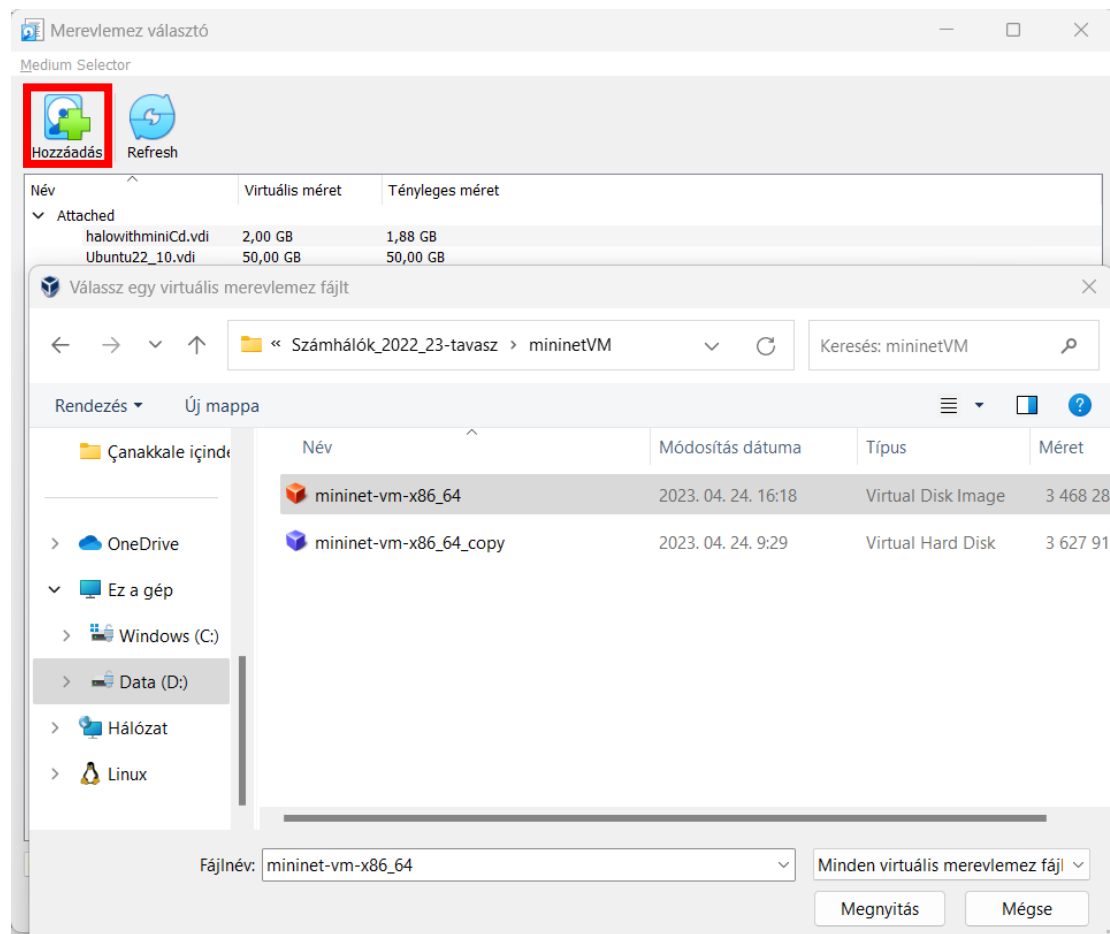 Merevlemez választó
Medium Selector
Hozzáadás Refresh
Név Virtuális méret Tényleges méret
Attached
halowithminiCd.vdi 2,00 GB 1,88 GB
Ubuntu22_10.vdi 50,00 GB 50,00 GB
Válassz egy virtuális merevlemez fájlt
« Számhálók_2022_23-tavasz > mininetVM Keresés: mininetVM
Rendezés Új mappa
Çanakkale içinde Név Módosítás dátuma Típus Méret
mininet-vm-x86_64 2023. 04. 24. 16:18 Virtual Disk Image 3 468 28
mininet-vm-x86_64_copy 2023. 04. 24. 9:29 Virtual Hard Disk 3 627 91
OneDrive
Ez a gép
Windows (C:)
Data (D:)
Hálózat
Linux
Fájlnév: mininet-vm-x86_64 Minden virtuális merevlemez fájl
Megnyitás Mégse